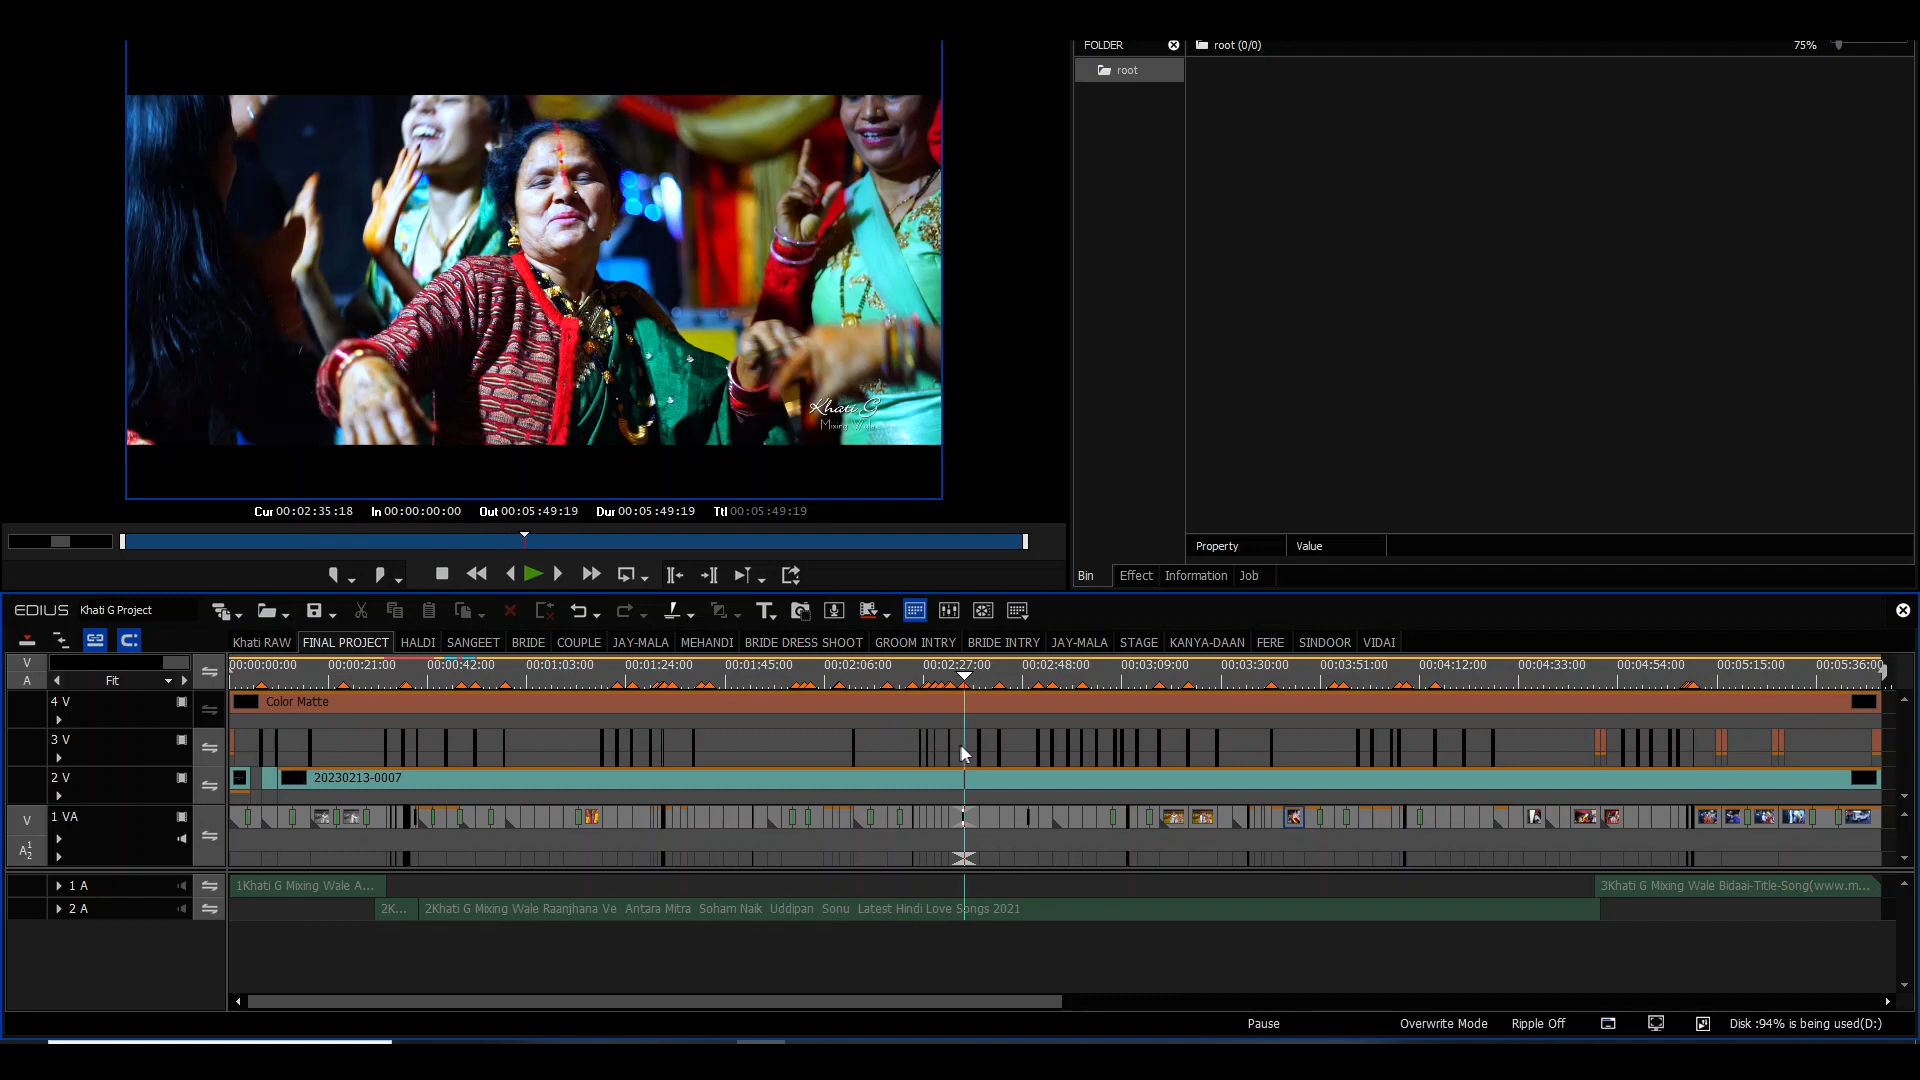 FOLDER
root (0/0)
75%
root
Khati G
Mixing Wale
Cur 00:02:35:18 In 00:00:00:00 Out 00:05:49:19 Dur 00:05:49:19 Ttl 00:05:49:19
Property Value
Bin Effect Information Job
EDIUS Khati G Project
Khati RAW FINAL PROJECT HALDI SANGEET BRIDE COUPLE JAY-MALA MEHANDI BRIDE DRESS SHOOT GROOM INTRY BRIDE INTRY JAY-MALA STAGE KANYA-DAAN FERE SINDOOR VIDAI
V 00:00:00:00 00:00:21:00 00:00:42:00 00:01:03:00 00:01:24:00 00:01:45:00 00:02:06:00 00:02:27:00 00:02:48:00 00:03:09:00 00:03:30:00 00:03:51:00 00:04:12:00 00:04:33:00 00:04:54:00 00:05:15:00 00:05:36:00
A Fit
4 V Color Matte
3 V
2 V 20230213-0007
V 1 VA
A 1 2
1 A 1Khati G Mixing Wale A... 3Khati G Mixing Wale Bidaai-Title-Song(www.m...
2 A 2K... 2Khati G Mixing Wale Raanjhana Ve Antara Mitra Soham Naik Uddipan Sonu Latest Hindi Love Songs 2021
Pause Overwrite Mode Ripple Off Disk :94% is being used(D:)